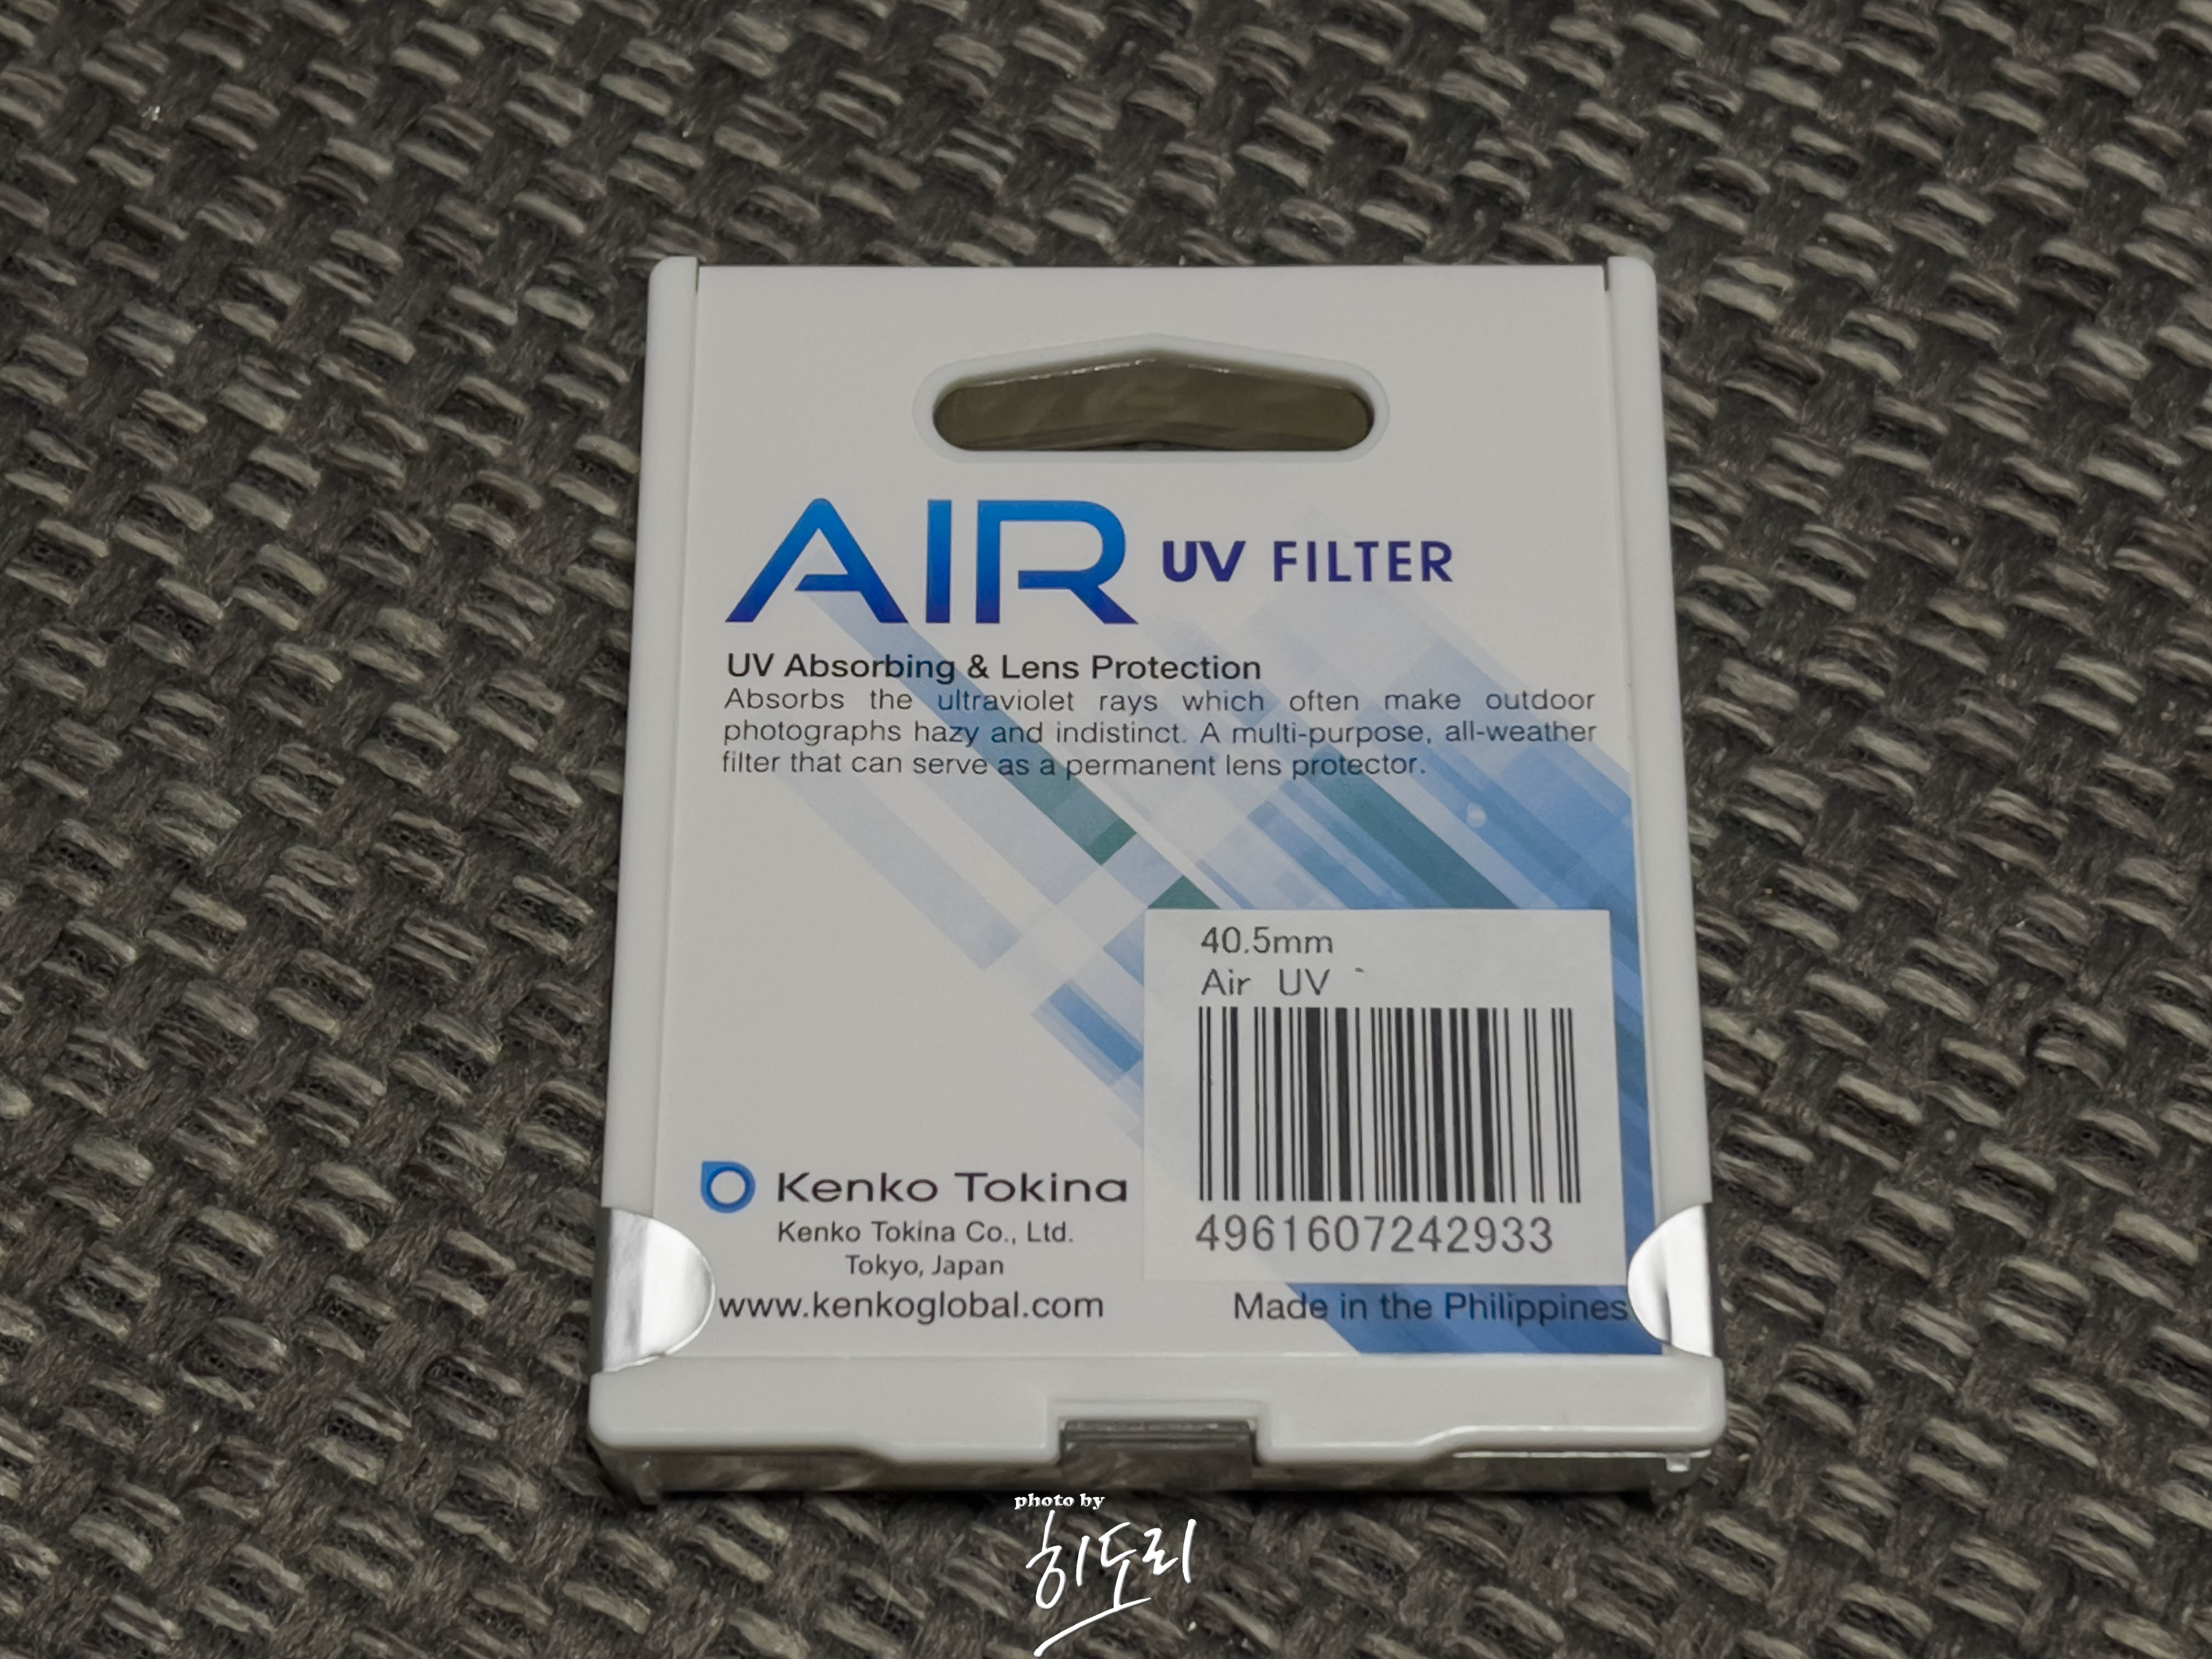 AIR UV FILTER
UV Absorbing & Lens Protection
Absorbs the ultraviolet rays which often make outdoor
photographs hazy and indistinct. A multi-purpose, all-weather
filter that can serve as a permanent lens protector.
40.5mm
Air UV
4961607242933
Kenko Tokina
Kenko Tokina Co., Ltd.
Tokyo, Japan
www.kenkoglobal.com
Made in the Philippines
photo by
히도리